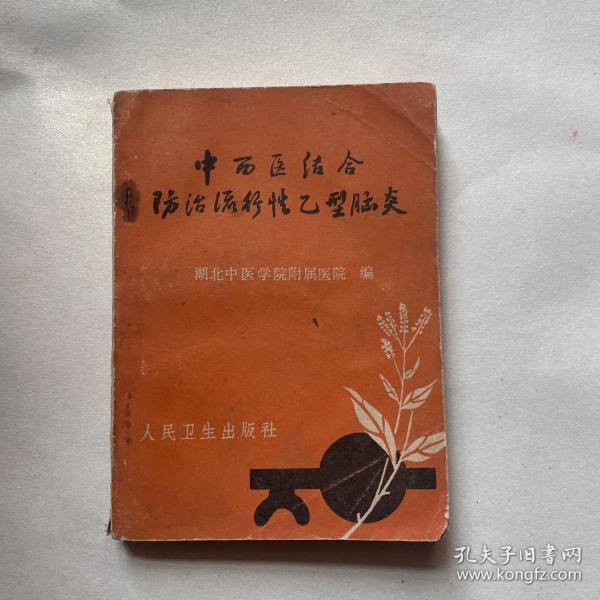 中西医结合
防治流行性乙型脑炎
湖北中医学院附属医院 编
人民卫生出版社
孔夫子旧书网
www.kongfz.com